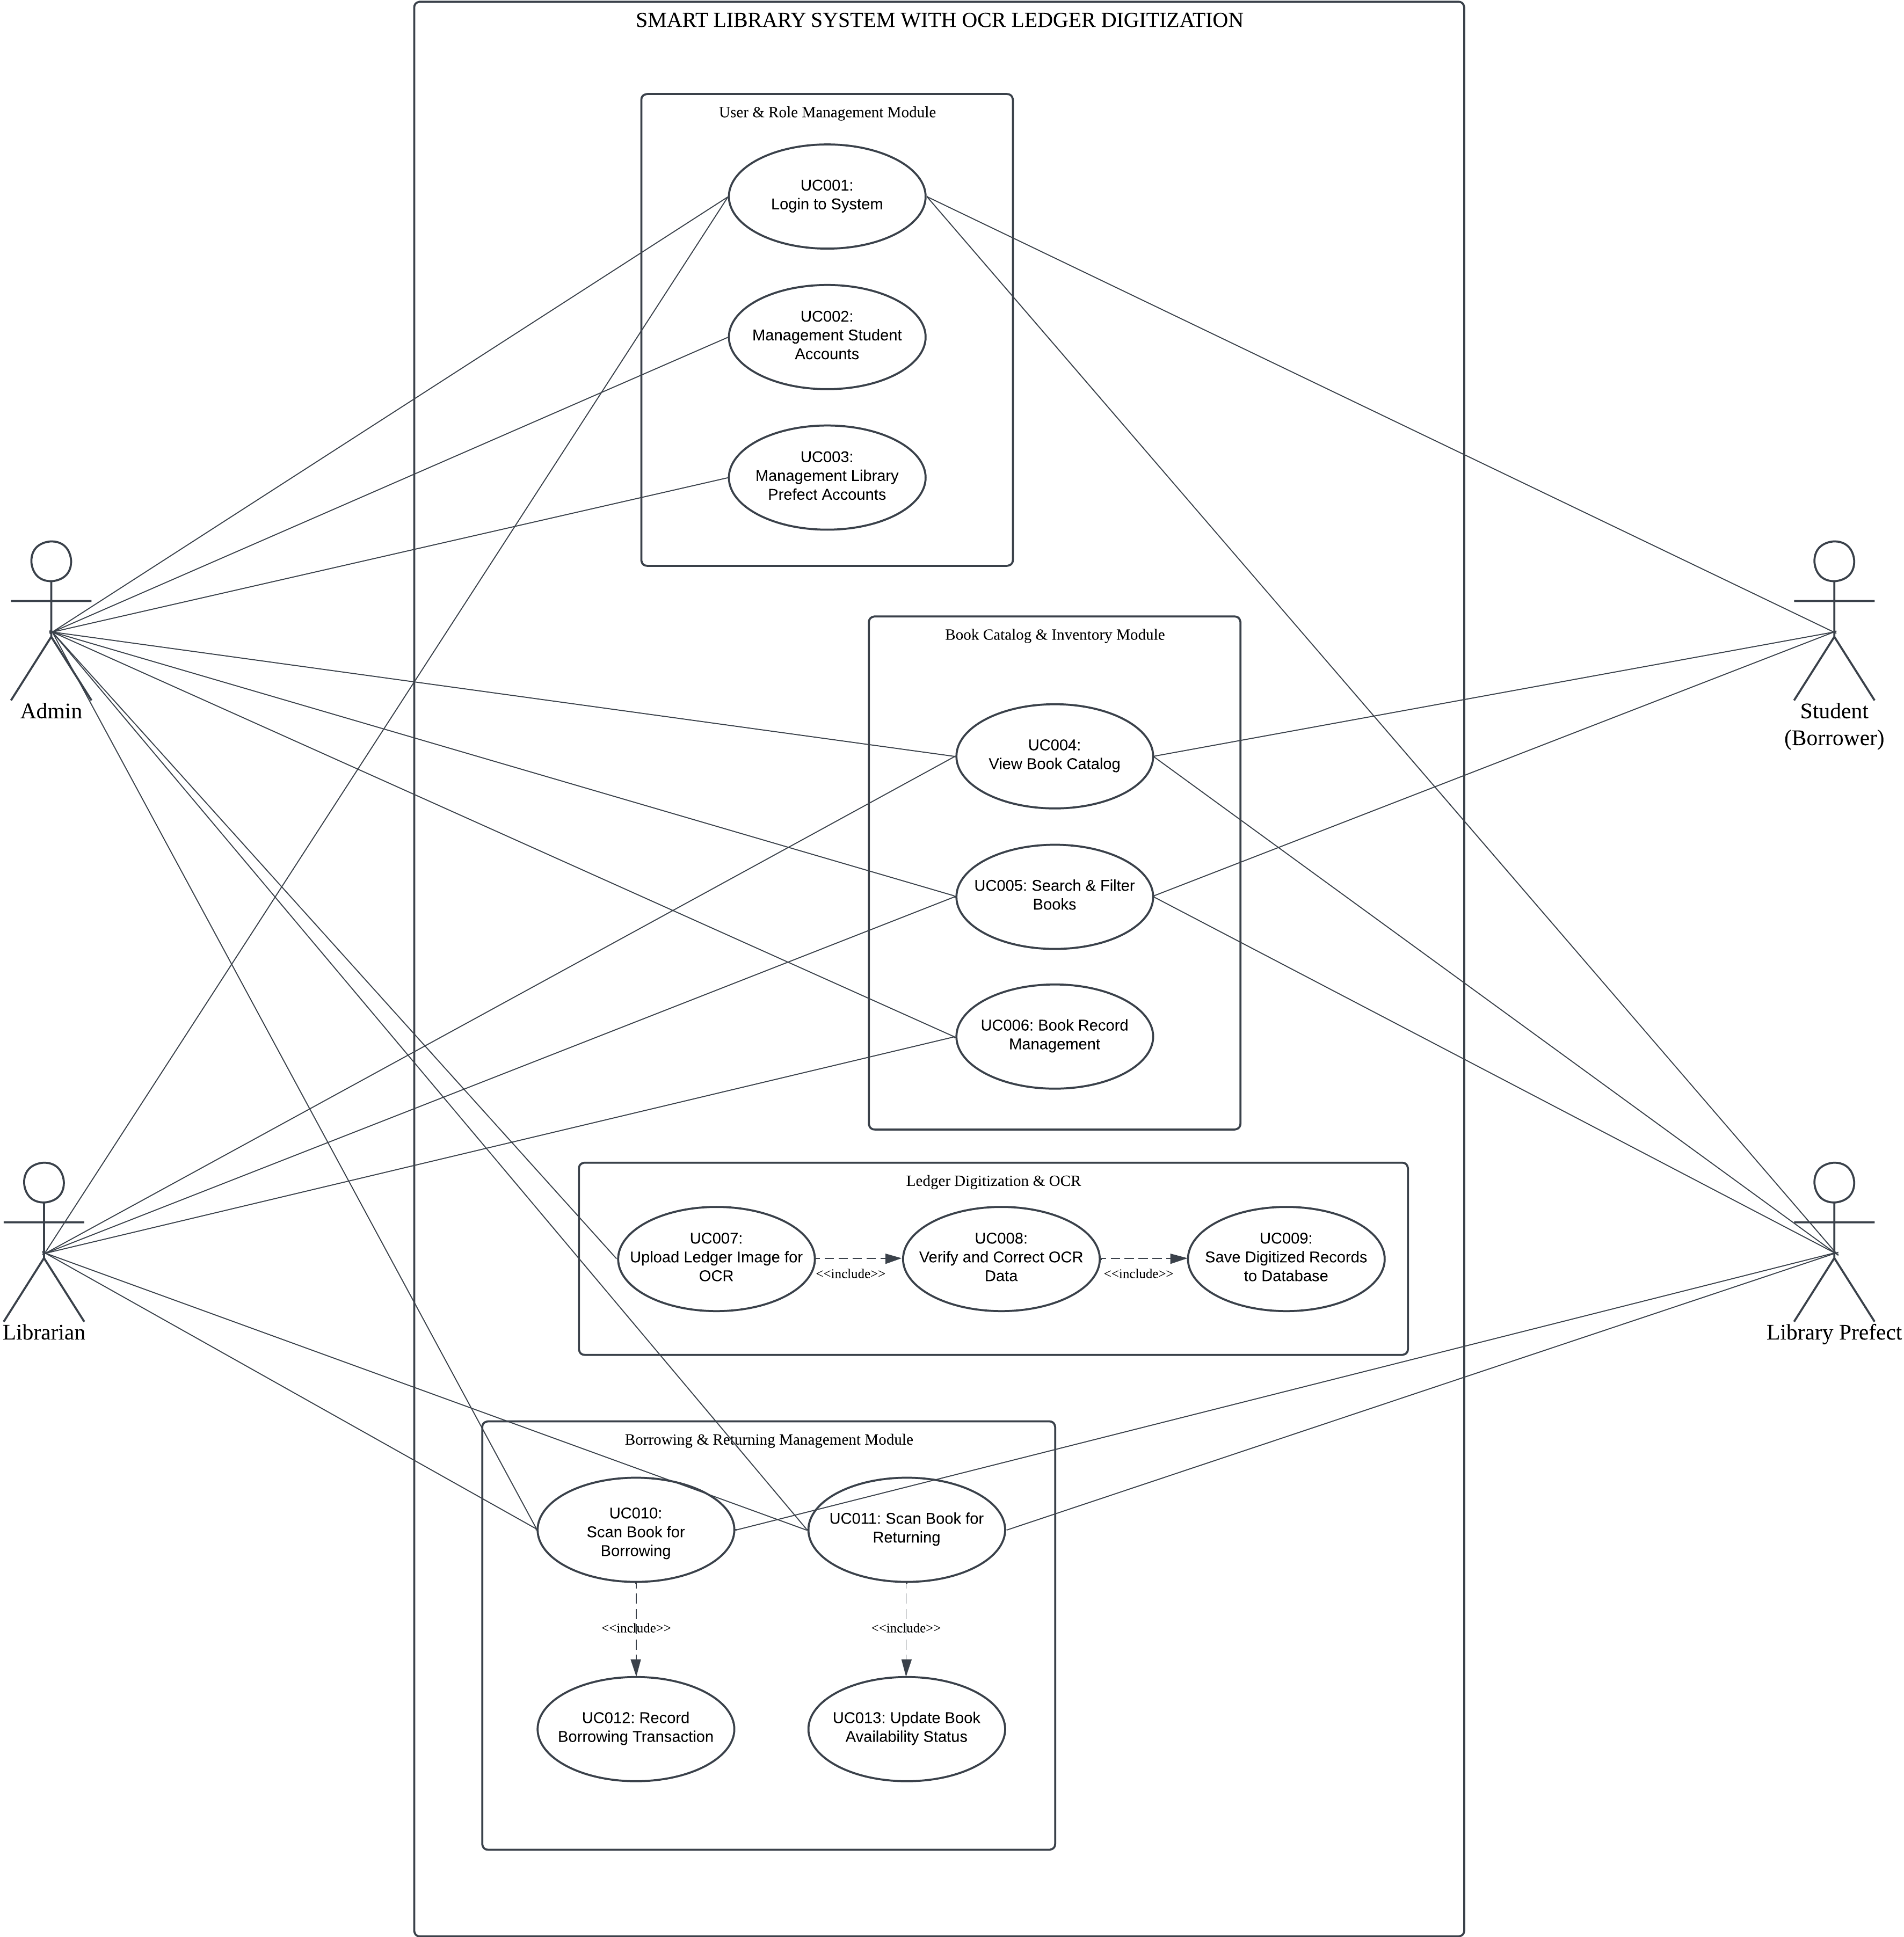 SMART LIBRARY SYSTEM WITH OCR LEDGER DIGITIZATION
User & Role Management Module
UC001:
Login to System
UC002:
Management Student
Accounts
UC003:
Management Library
Prefect Accounts
Admin
Student
(Borrower)
Book Catalog & Inventory Module
UC004:
View Book Catalog
UC005: Search & Filter
Books
UC006: Book Record
Management
Librarian
Library Prefect
Ledger Digitization & OCR
UC007:
Upload Ledger Image for
OCR
<<include>>
UC008:
Verify and Correct OCR
Data
<<include>>
UC009:
Save Digitized Records
to Database
Borrowing & Returning Management Module
UC010:
Scan Book for
Borrowing
UC011: Scan Book for
Returning
<<include>>
<<include>>
UC012: Record
Borrowing Transaction
UC013: Update Book
Availability Status